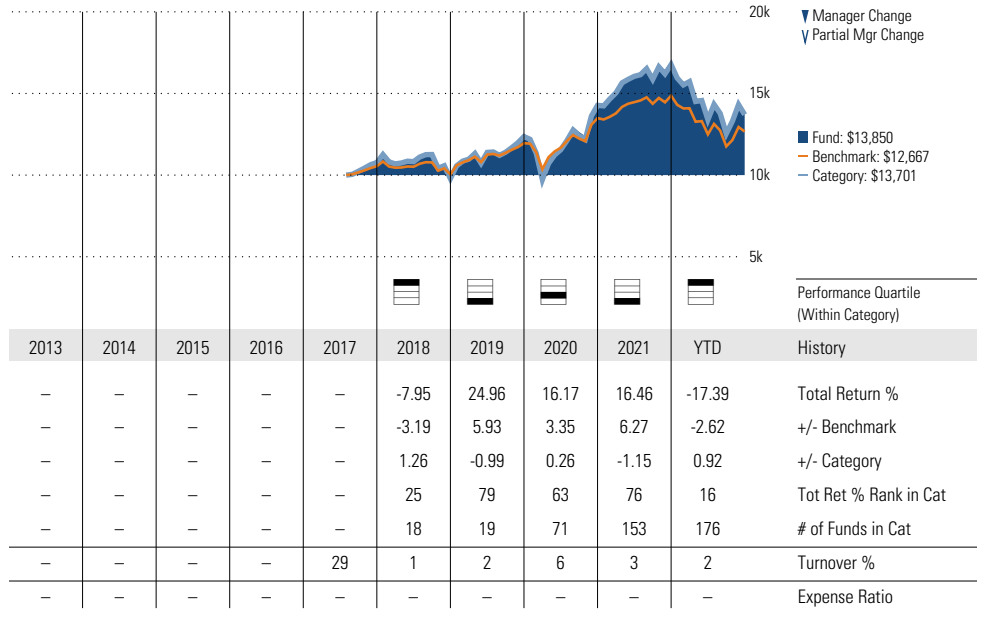 20k
15k
10k
5k
Manager Change
Partial Mgr Change
Fund: $13,850
Benchmark: $12,667
Category: $13,701
Performance Quartile
(Within Category)
2013 2014 2015 2016 2017 2018 2019 2020 2021 YTD History
– – – – – -7.95 24.96 16.17 16.46 -17.39 Total Return %
– – – – – -3.19 5.93 3.35 6.27 -2.62 +/- Benchmark
– – – – – 1.26 -0.99 0.26 -1.15 0.92 +/- Category
– – – – – 25 79 63 76 16 Tot Ret % Rank in Cat
– – – – – 18 19 71 153 176 # of Funds in Cat
– – – – 29 1 2 6 3 2 Turnover %
– – – – – – – – – – Expense Ratio